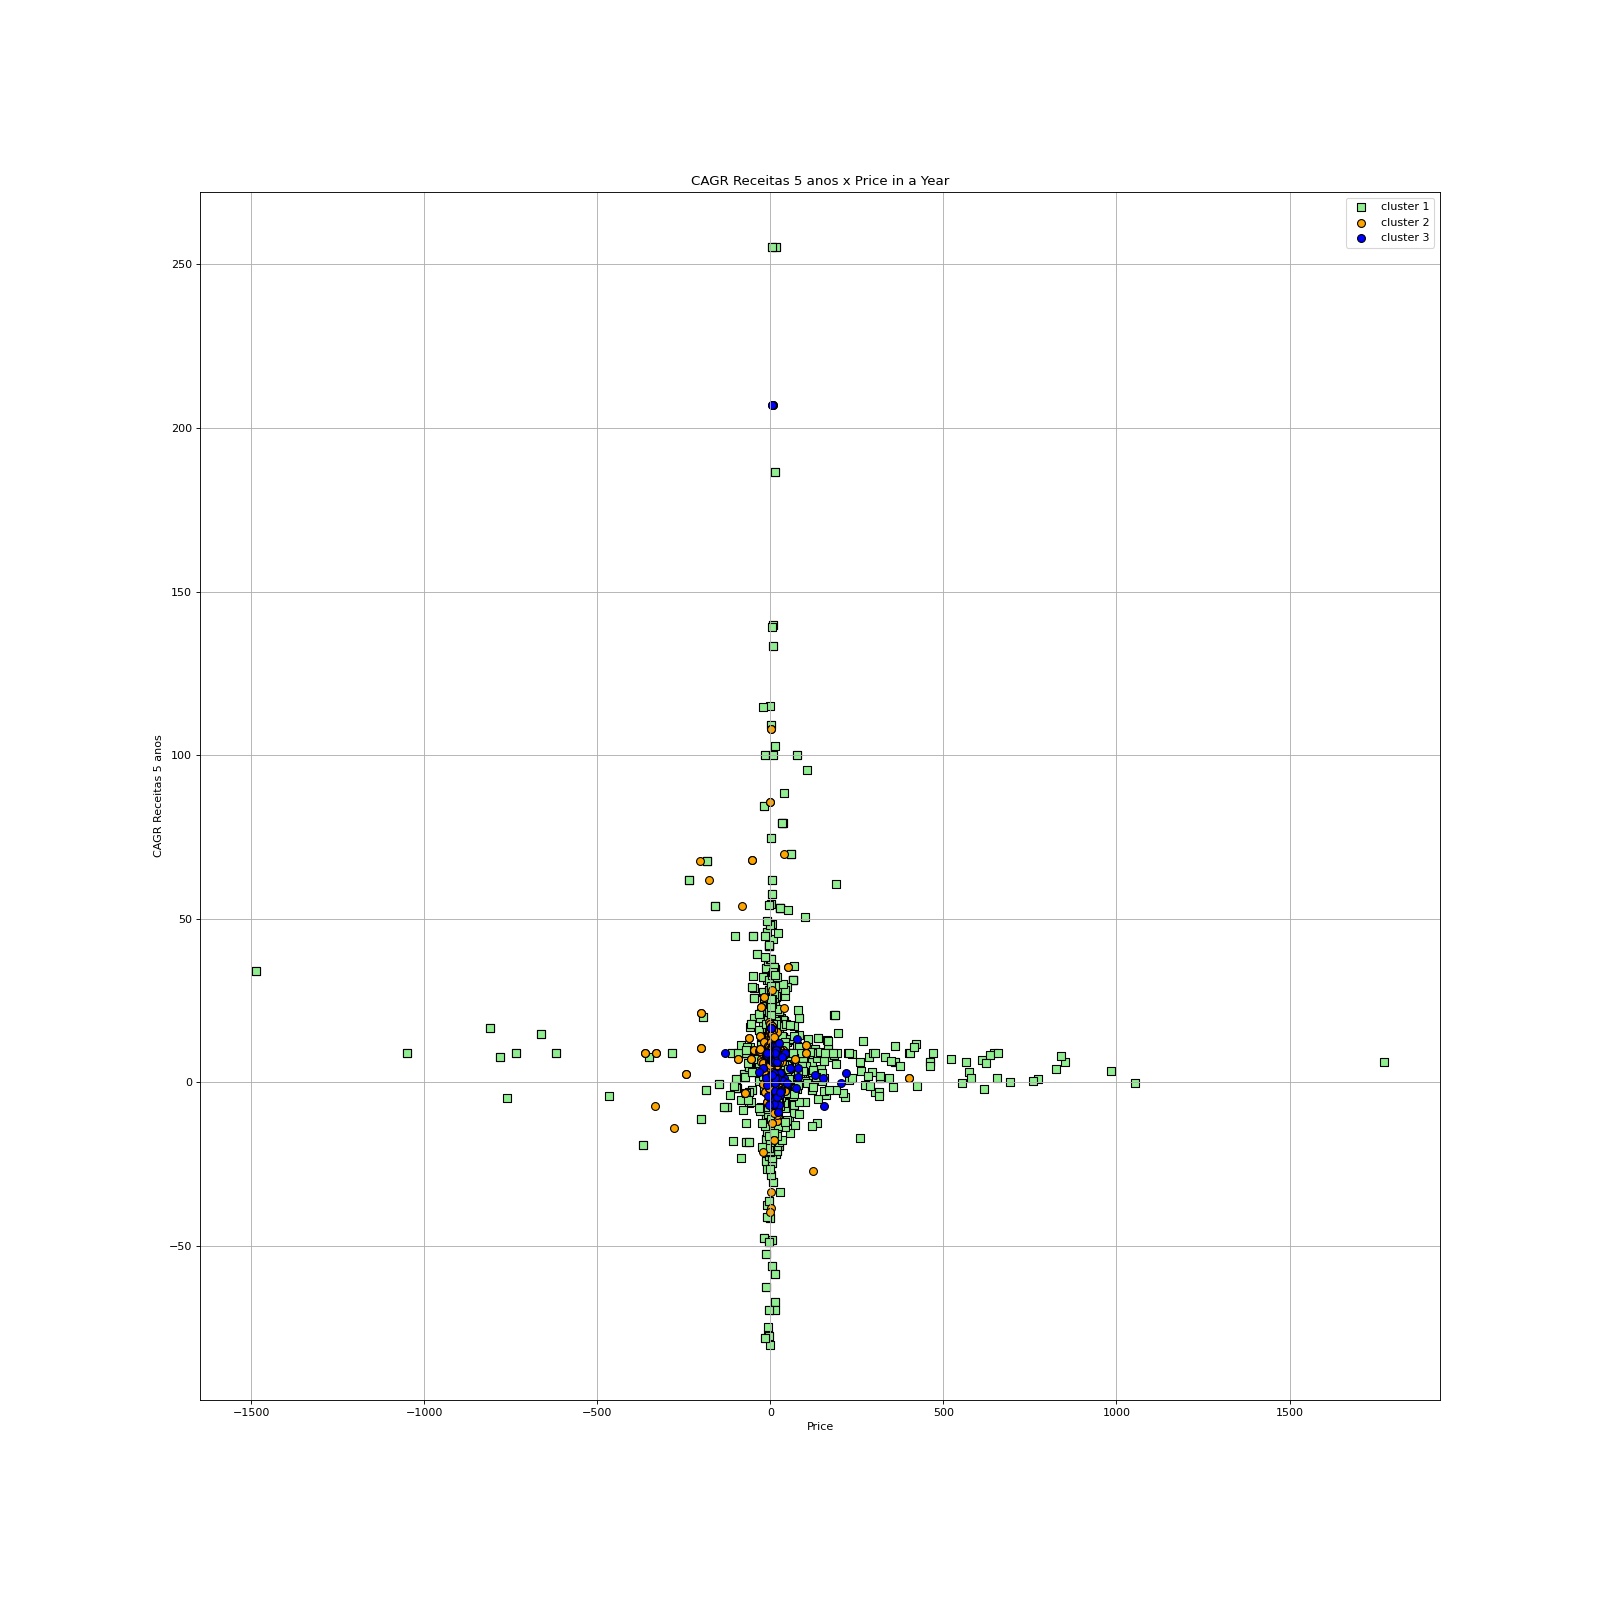 CAGR Receitas 5 anos x Price in a Year
cluster 1
cluster 2
cluster 3
250
200
150
100
50
0
−50
CAGR Receitas 5 anos
−1500
−1000
−500
0
500
1000
1500
Price